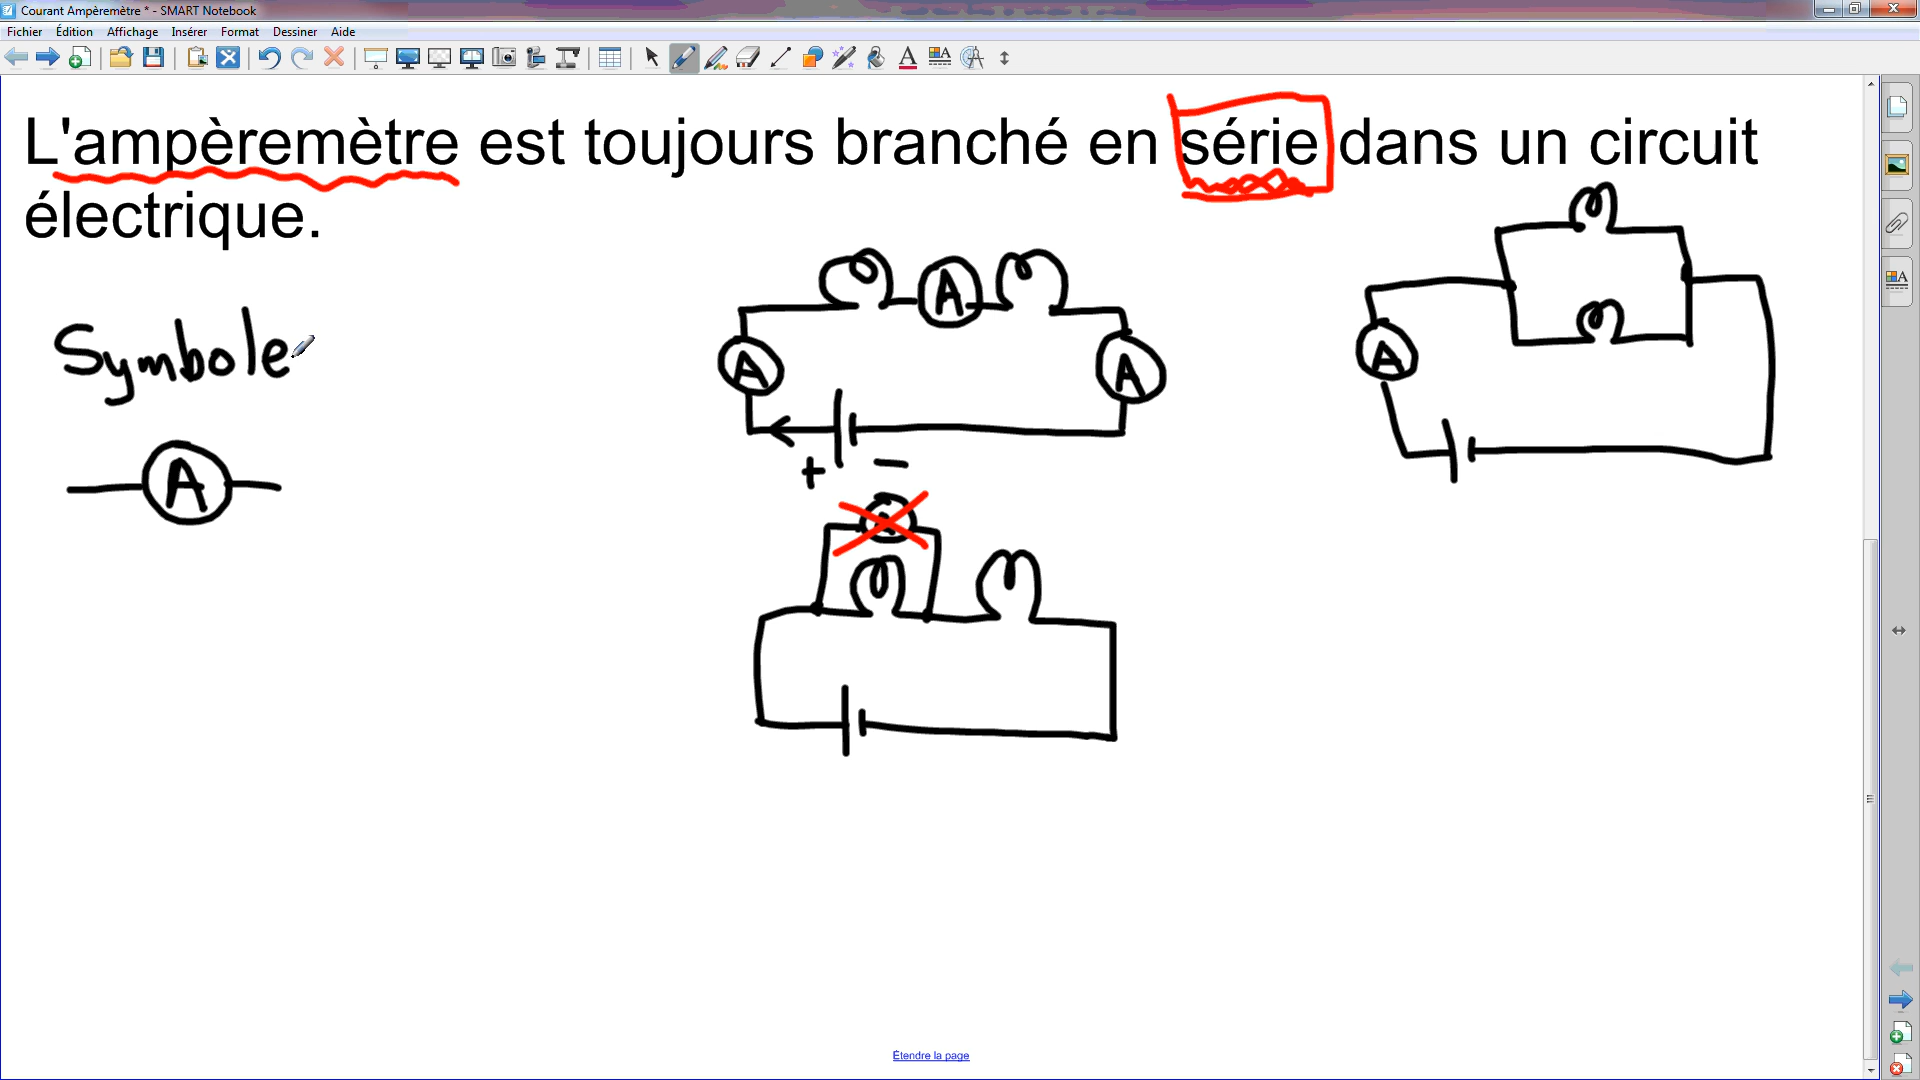 Courant Ampèremètre * - SMART Notebook
Fichier Édition Affichage Insérer Format Dessiner Aide
L'ampèremètre est toujours branché en série dans un circuit
électrique.
Symbole
A
A
A
A
+ −
A
Étendre la page